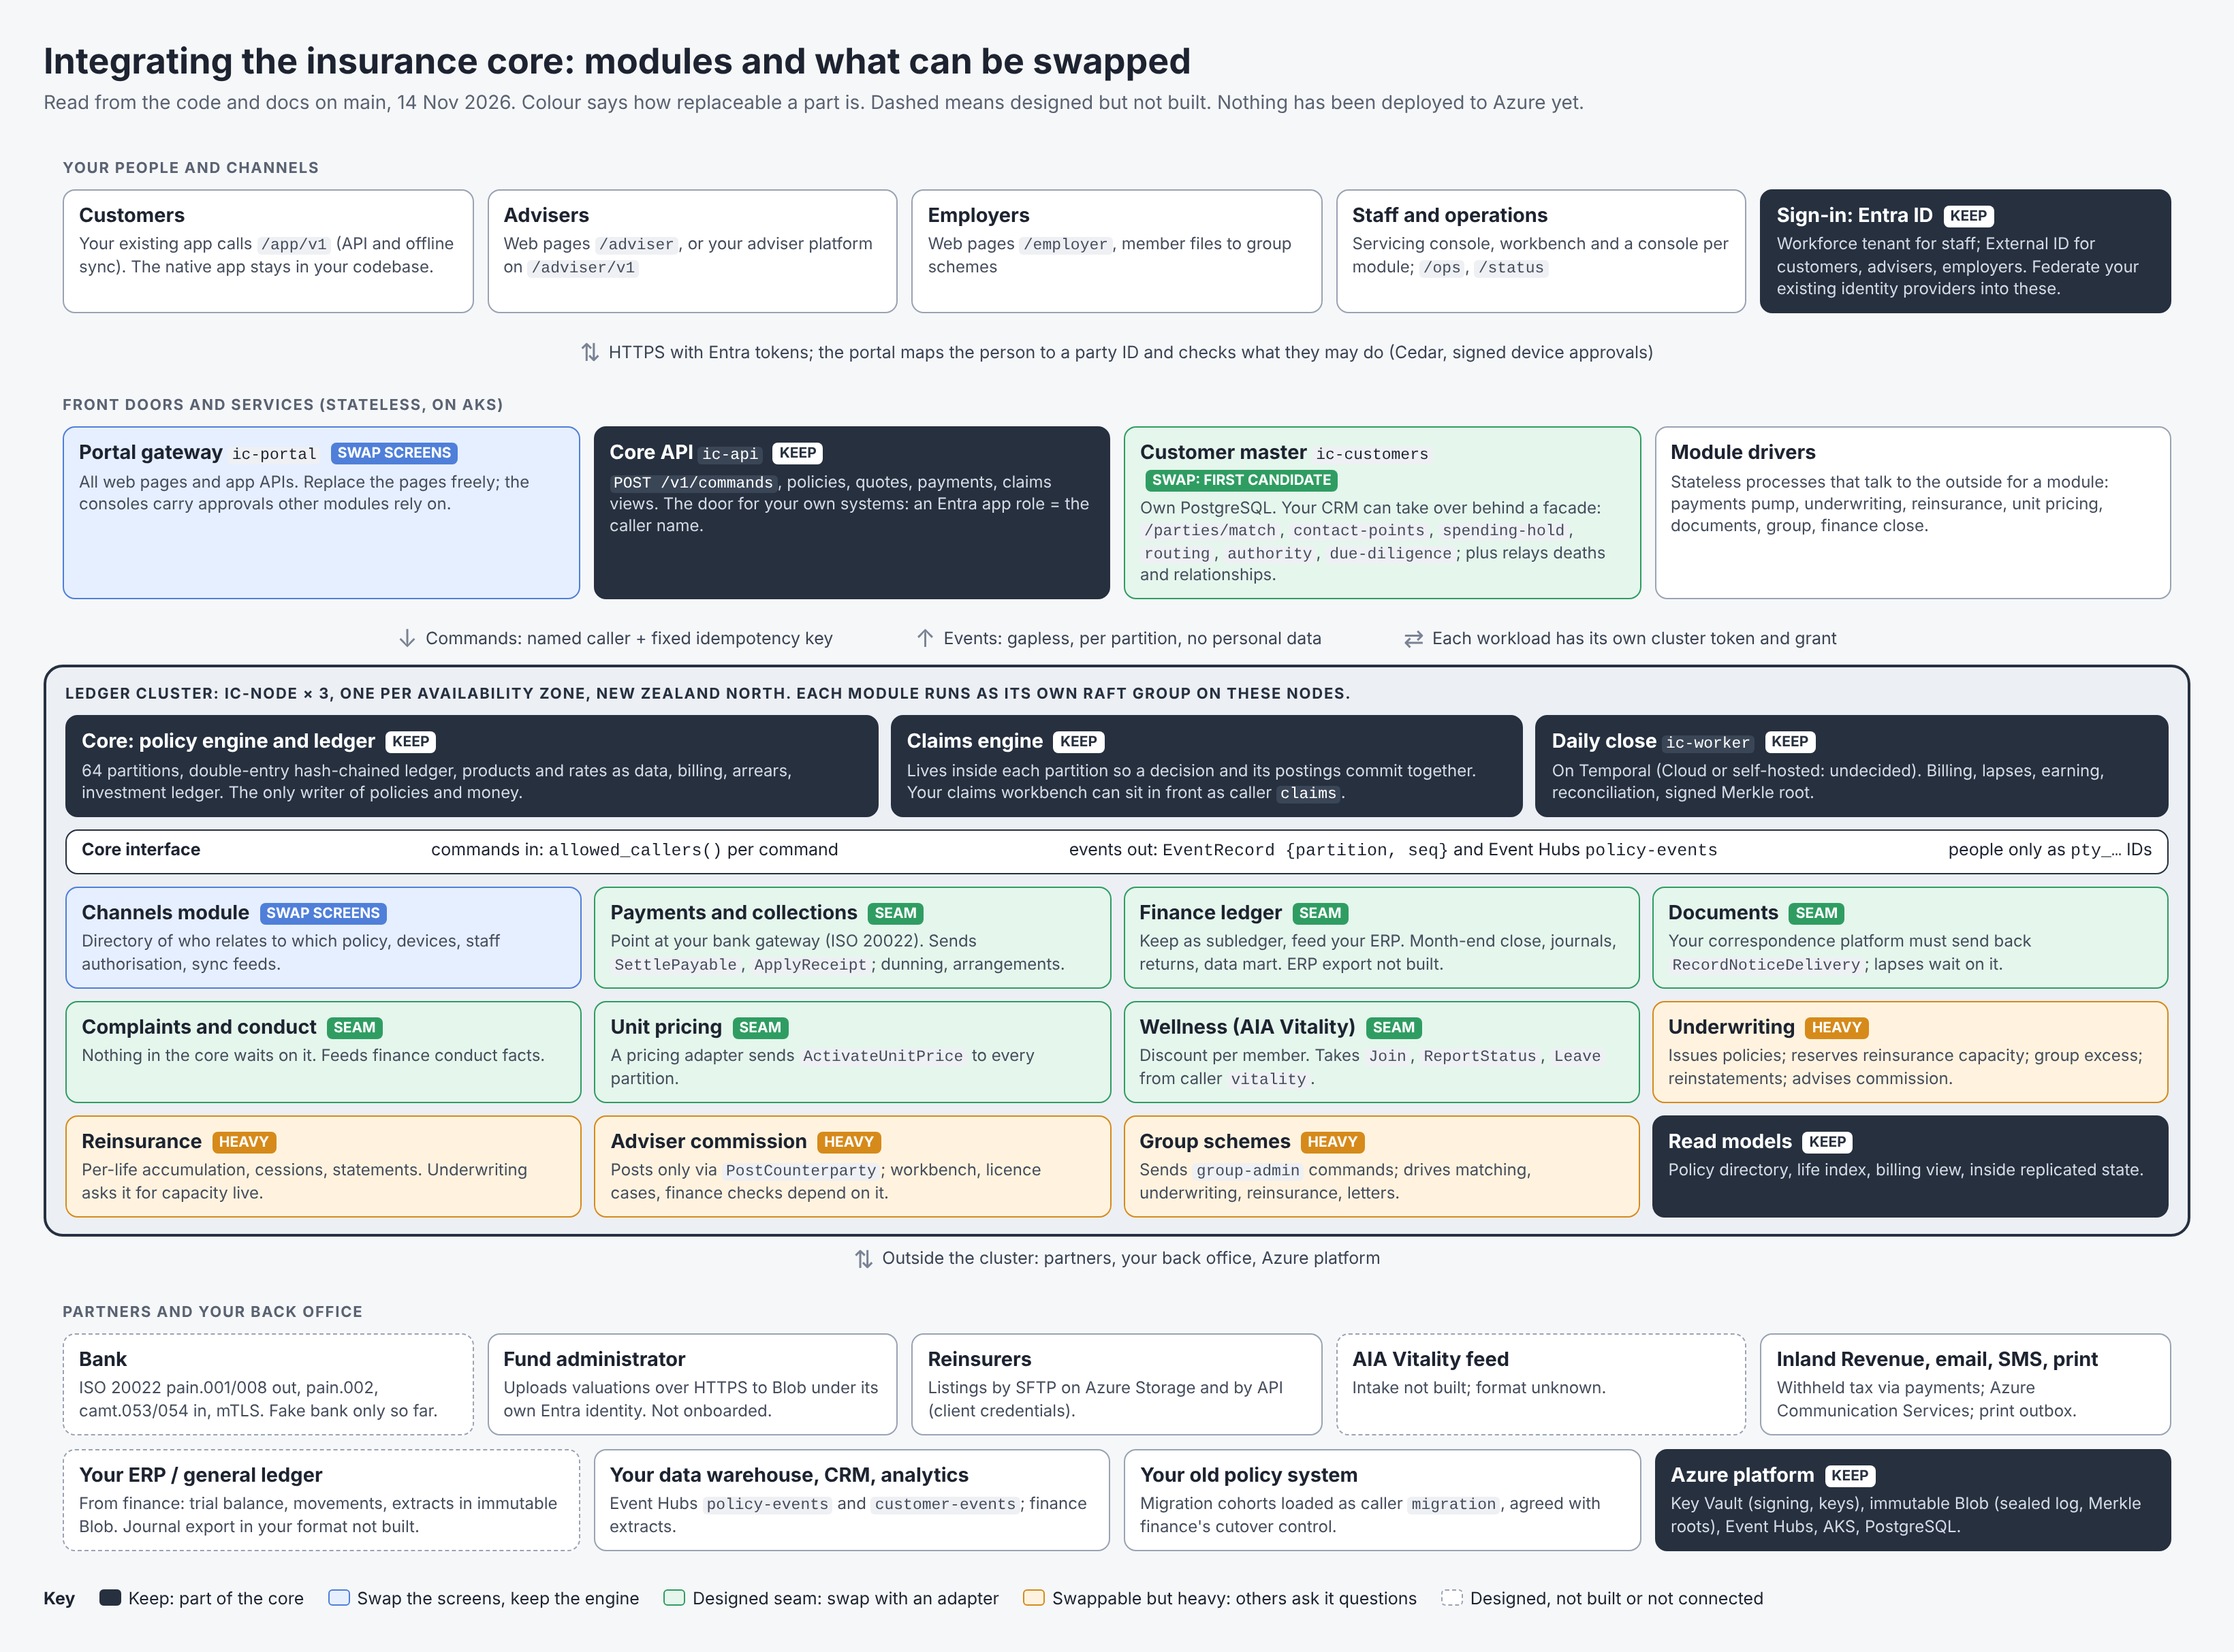 Integrating the insurance core: modules and what can be swapped
Read from the code and docs on main, 14 Nov 2026. Colour says how replaceable a part is. Dashed means designed but not built. Nothing has been deployed to Azure yet.
YOUR PEOPLE AND CHANNELS
Customers
Your existing app calls /app/v1 (API and offline
sync). The native app stays in your codebase.
Advisers
Web pages /adviser, or your adviser platform
on /adviser/v1
Employers
Web pages /employer, member files to group
schemes
Staff and operations
Servicing console, workbench and a console per
module; /ops, /status
Sign-in: Entra ID KEEP
Workforce tenant for staff; External ID for
customers, advisers, employers. Federate your
existing identity providers into these.
⇅ HTTPS with Entra tokens; the portal maps the person to a party ID and checks what they may do (Cedar, signed device approvals)
FRONT DOORS AND SERVICES (STATELESS, ON AKS)
Portal gateway ic-portal SWAP SCREENS
All web pages and app APIs. Replace the pages freely; the
consoles carry approvals other modules rely on.
Core API ic-api KEEP
POST /v1/commands, policies, quotes, payments, claims
views. The door for your own systems: an Entra app role = the
caller name.
Customer master ic-customers
SWAP: FIRST CANDIDATE
Own PostgreSQL. Your CRM can take over behind a facade:
/parties/match, contact-points, spending-hold,
routing, authority, due-diligence; plus relays deaths
and relationships.
Module drivers
Stateless processes that talk to the outside for a module:
payments pump, underwriting, reinsurance, unit pricing,
documents, group, finance close.
↓ Commands: named caller + fixed idempotency key
↑ Events: gapless, per partition, no personal data
⇄ Each workload has its own cluster token and grant
LEDGER CLUSTER: IC-NODE × 3, ONE PER AVAILABILITY ZONE, NEW ZEALAND NORTH. EACH MODULE RUNS AS ITS OWN RAFT GROUP ON THESE NODES.
Core: policy engine and ledger KEEP
64 partitions, double-entry hash-chained ledger, products and rates as data, billing, arrears,
investment ledger. The only writer of policies and money.
Claims engine KEEP
Lives inside each partition so a decision and its postings commit together.
Your claims workbench can sit in front as caller claims.
Daily close ic-worker KEEP
On Temporal (Cloud or self-hosted: undecided). Billing, lapses, earning,
reconciliation, signed Merkle root.
Core interface
commands in: allowed_callers() per command
events out: EventRecord {partition, seq} and Event Hubs policy-events
people only as pty_… IDs
Channels module SWAP SCREENS
Directory of who relates to which policy, devices, staff
authorisation, sync feeds.
Payments and collections SEAM
Point at your bank gateway (ISO 20022). Sends
SettlePayable, ApplyReceipt; dunning, arrangements.
Finance ledger SEAM
Keep as subledger, feed your ERP. Month-end close, journals,
returns, data mart. ERP export not built.
Documents SEAM
Your correspondence platform must send back
RecordNoticeDelivery; lapses wait on it.
Complaints and conduct SEAM
Nothing in the core waits on it. Feeds finance conduct facts.
Unit pricing SEAM
A pricing adapter sends ActivateUnitPrice to every
partition.
Wellness (AIA Vitality) SEAM
Discount per member. Takes Join, ReportStatus, Leave
from caller vitality.
Underwriting HEAVY
Issues policies; reserves reinsurance capacity; group excess;
reinstatements; advises commission.
Reinsurance HEAVY
Per-life accumulation, cessions, statements. Underwriting
asks it for capacity live.
Adviser commission HEAVY
Posts only via PostCounterparty; workbench, licence
cases, finance checks depend on it.
Group schemes HEAVY
Sends group-admin commands; drives matching,
underwriting, reinsurance, letters.
Read models KEEP
Policy directory, life index, billing view, inside replicated state.
⇅ Outside the cluster: partners, your back office, Azure platform
PARTNERS AND YOUR BACK OFFICE
Bank
ISO 20022 pain.001/008 out, pain.002,
camt.053/054 in, mTLS. Fake bank only so far.
Fund administrator
Uploads valuations over HTTPS to Blob under its
own Entra identity. Not onboarded.
Reinsurers
Listings by SFTP on Azure Storage and by API
(client credentials).
AIA Vitality feed
Intake not built; format unknown.
Inland Revenue, email, SMS, print
Withheld tax via payments; Azure
Communication Services; print outbox.
Your ERP / general ledger
From finance: trial balance, movements, extracts in immutable
Blob. Journal export in your format not built.
Your data warehouse, CRM, analytics
Event Hubs policy-events and customer-events; finance
extracts.
Your old policy system
Migration cohorts loaded as caller migration, agreed with
finance's cutover control.
Azure platform KEEP
Key Vault (signing, keys), immutable Blob (sealed log, Merkle
roots), Event Hubs, AKS, PostgreSQL.
Key
Keep: part of the core
Swap the screens, keep the engine
Designed seam: swap with an adapter
Swappable but heavy: others ask it questions
Designed, not built or not connected